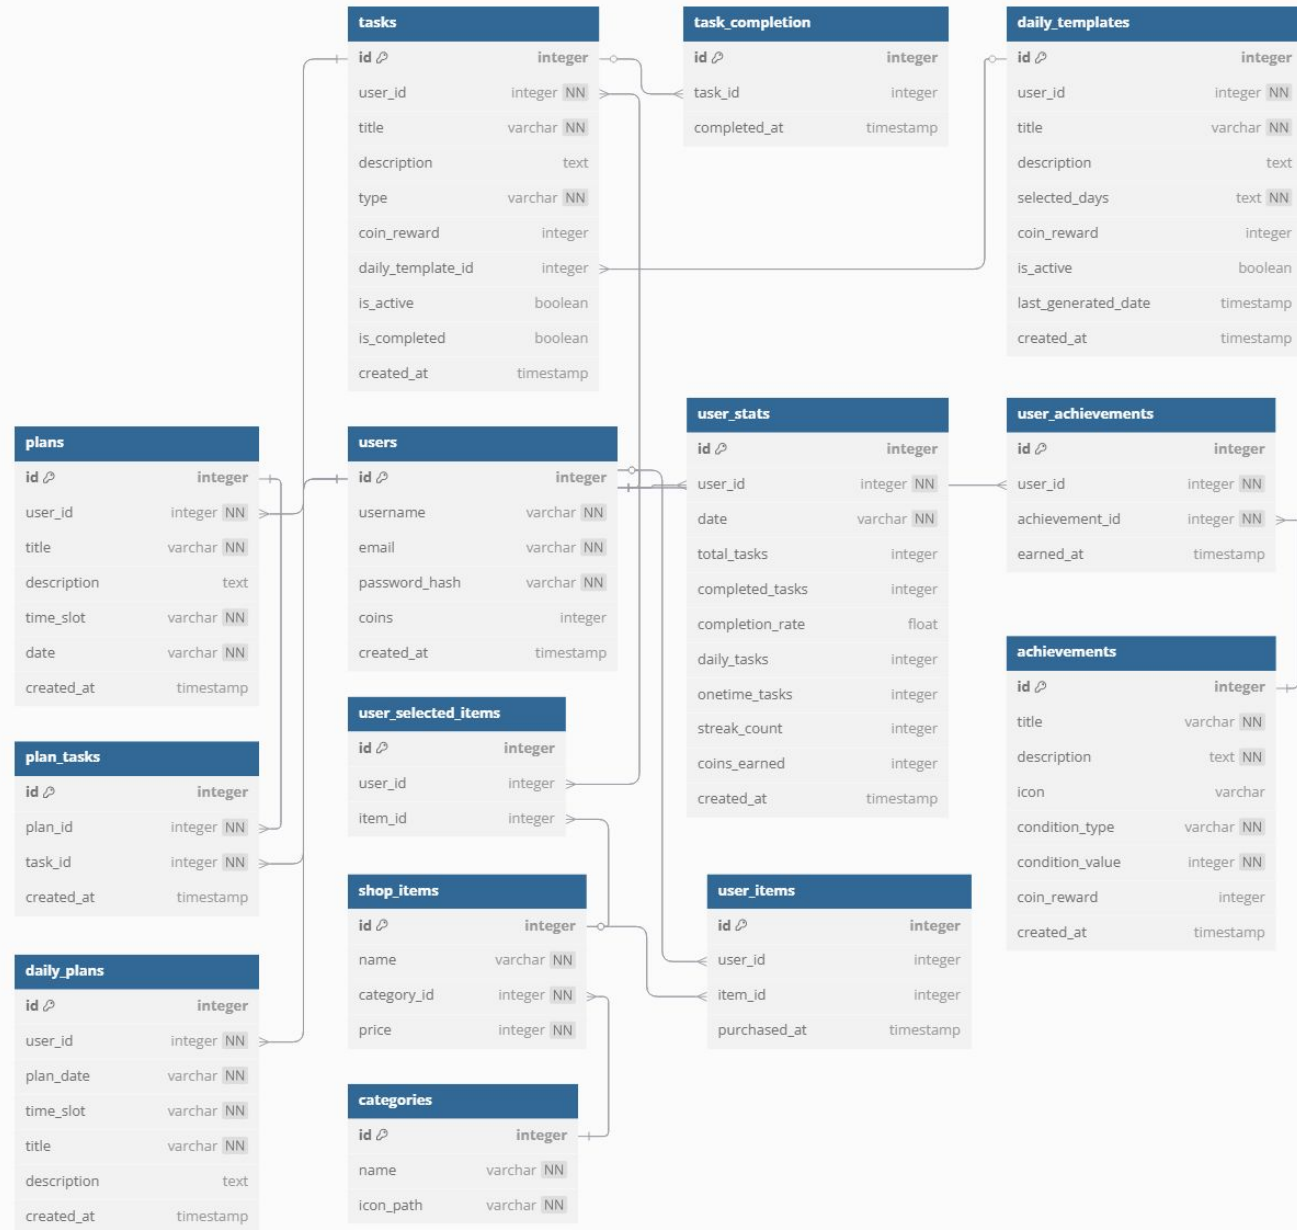 tasks
id integer
user_id integer NN
title varchar NN
description text
type varchar NN
coin_reward integer
daily_template_id integer
is_active boolean
is_completed boolean
created_at timestamp
task_completion
id integer
task_id integer
completed_at timestamp
daily_templates
id integer
user_id integer NN
title varchar NN
description text
selected_days text NN
coin_reward integer
is_active boolean
last_generated_date timestamp
created_at timestamp
plans
id integer
user_id integer NN
title varchar NN
description text
time_slot varchar NN
date varchar NN
created_at timestamp
users
id integer
username varchar NN
email varchar NN
password_hash varchar NN
coins integer
created_at timestamp
user_stats
id integer
user_id integer NN
date varchar NN
total_tasks integer
completed_tasks integer
completion_rate float
daily_tasks integer
onetime_tasks integer
streak_count integer
coins_earned integer
created_at timestamp
user_achievements
id integer
user_id integer NN
achievement_id integer NN
earned_at timestamp
achievements
id integer
title varchar NN
description text NN
icon varchar
condition_type varchar NN
condition_value integer NN
coin_reward integer
created_at timestamp
plan_tasks
id integer
plan_id integer NN
task_id integer NN
created_at timestamp
user_selected_items
id integer
user_id integer
item_id integer
shop_items
id integer
name varchar NN
category_id integer NN
price integer NN
user_items
id integer
user_id integer
item_id integer
purchased_at timestamp
daily_plans
id integer
user_id integer NN
plan_date varchar NN
time_slot varchar NN
title varchar NN
description text
created_at timestamp
categories
id integer
name varchar NN
icon_path varchar NN